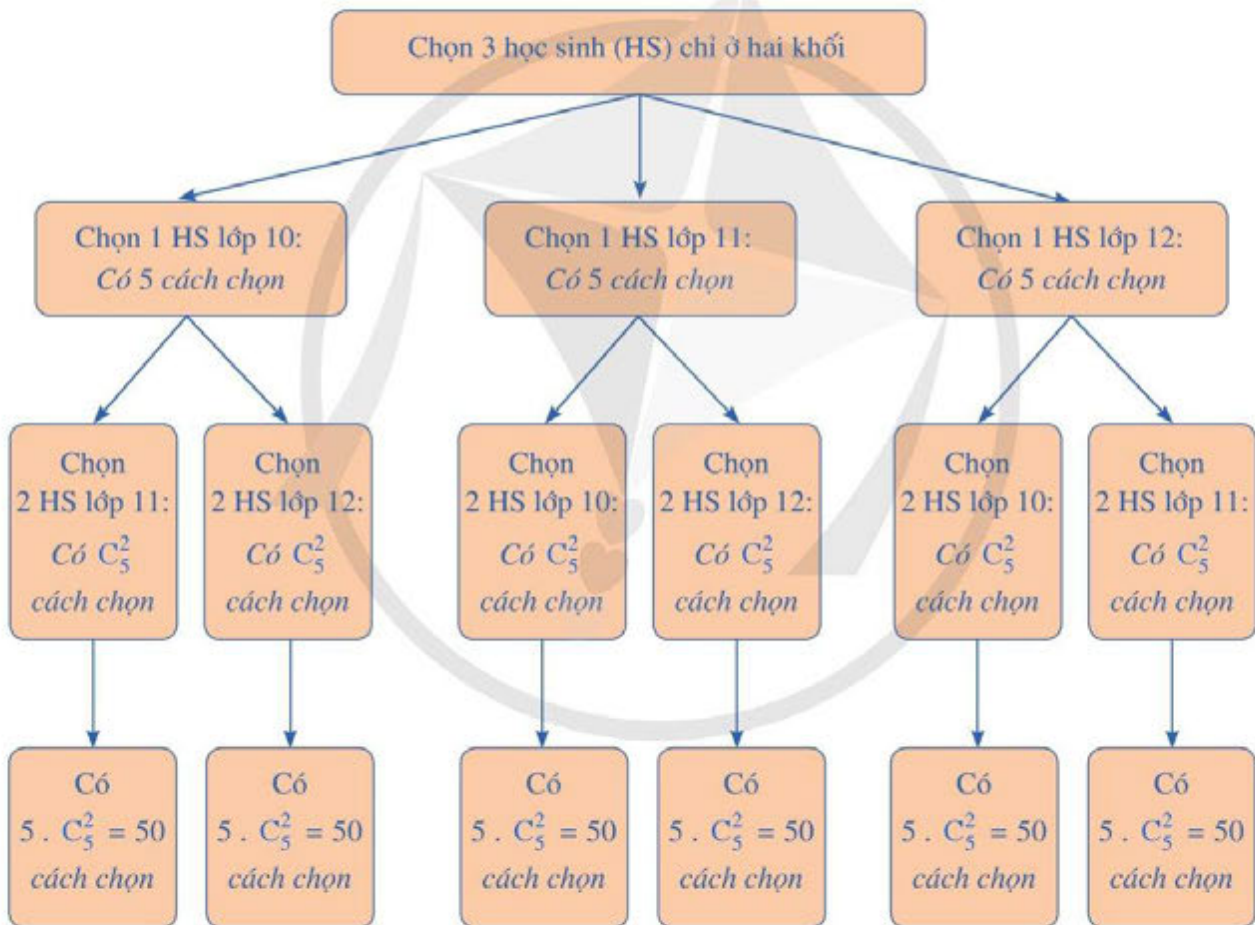 Chọn 3 học sinh (HS) chỉ ở hai khối
Chọn 1 HS lớp 10:
Có 5 cách chọn
Chọn 1 HS lớp 11:
Có 5 cách chọn
Chọn 1 HS lớp 12:
Có 5 cách chọn
Chọn
2 HS lớp 11:
Có C₅²
cách chọn
Chọn
2 HS lớp 12:
Có C₅²
cách chọn
Chọn
2 HS lớp 10:
Có C₅²
cách chọn
Chọn
2 HS lớp 12:
Có C₅²
cách chọn
Chọn
2 HS lớp 10:
Có C₅²
cách chọn
Chọn
2 HS lớp 11:
Có C₅²
cách chọn
Có
5 . C₅² = 50
cách chọn
Có
5 . C₅² = 50
cách chọn
Có
5 . C₅² = 50
cách chọn
Có
5 . C₅² = 50
cách chọn
Có
5 . C₅² = 50
cách chọn
Có
5 . C₅² = 50
cách chọn